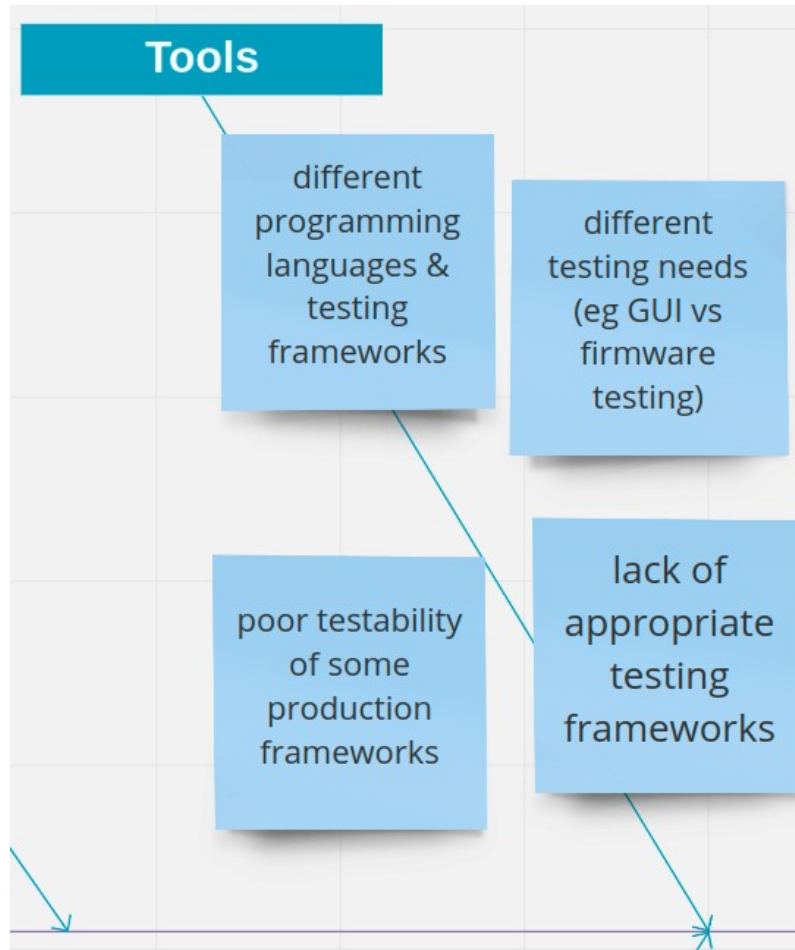 Tools
different
programming
languages &
testing
frameworks
different
testing needs
(eg GUI vs
firmware
testing)
poor testability
of some
production
frameworks
lack of
appropriate
testing
frameworks